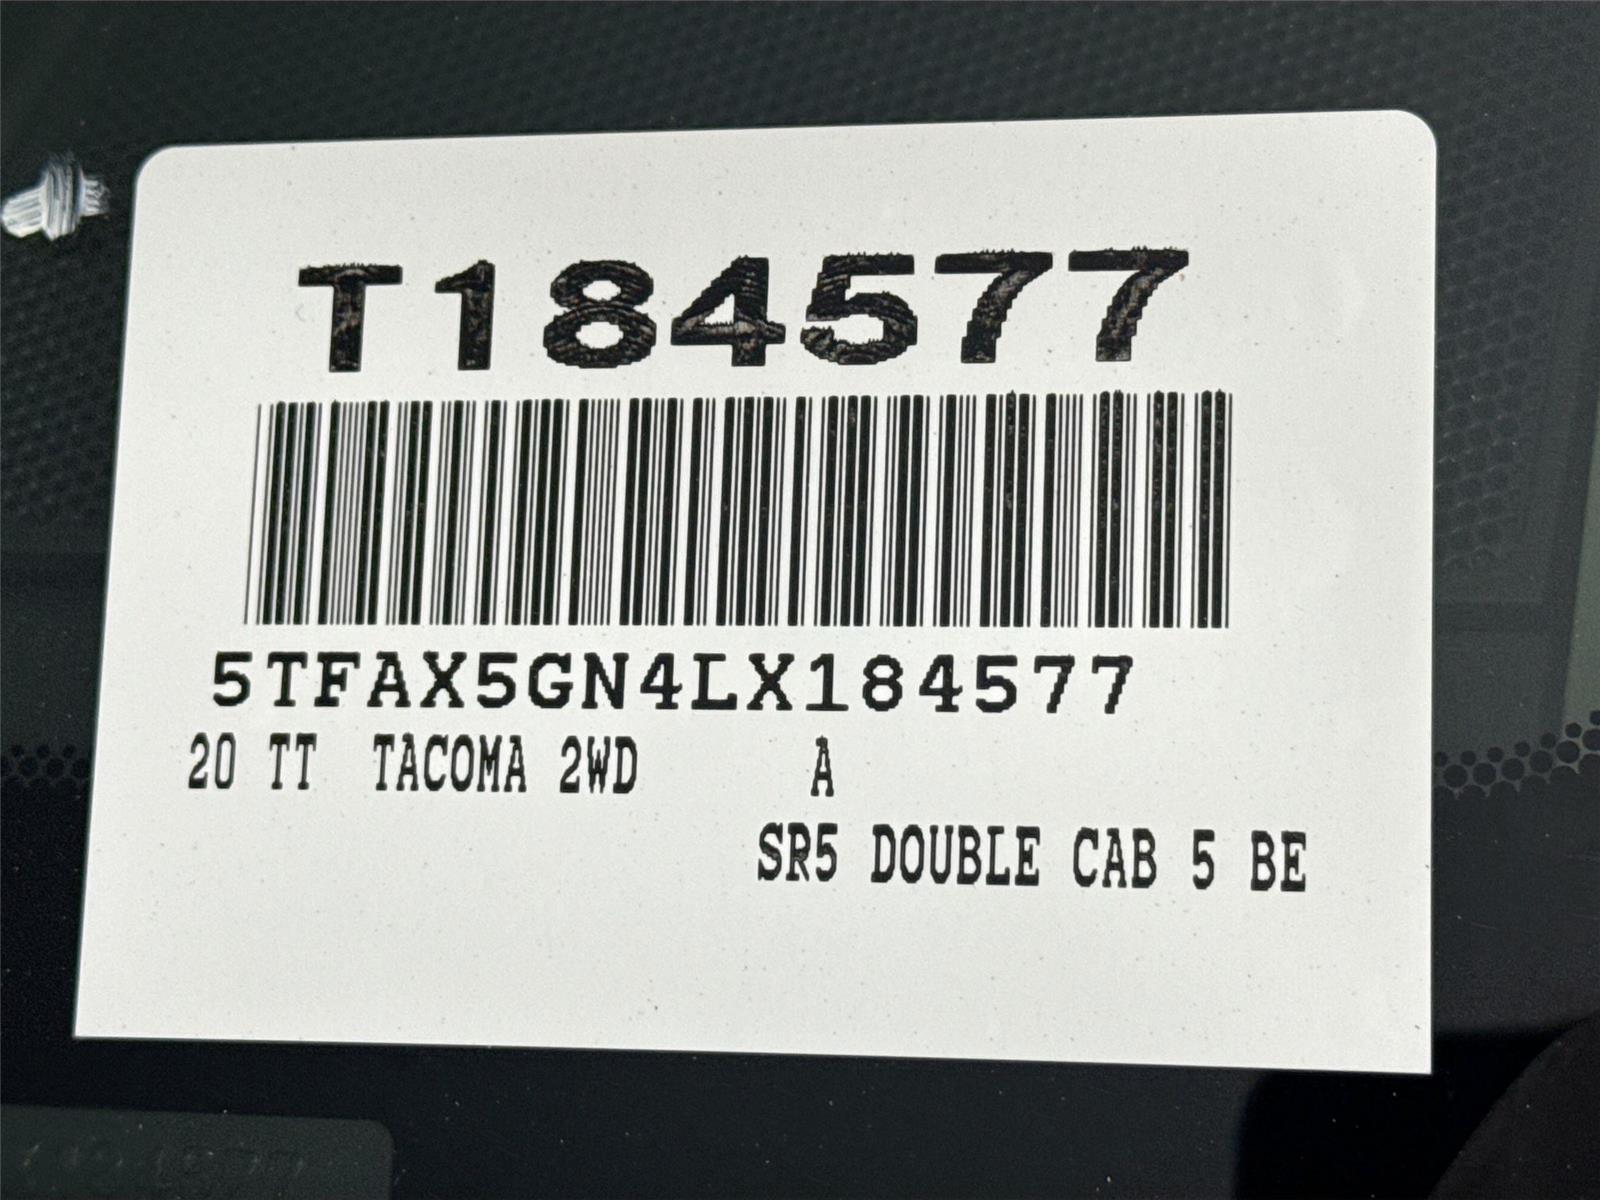 T184577
5TFAX5GN4LX184577
20 TT TACOMA 2WD A
SR5 DOUBLE CAB 5 BE